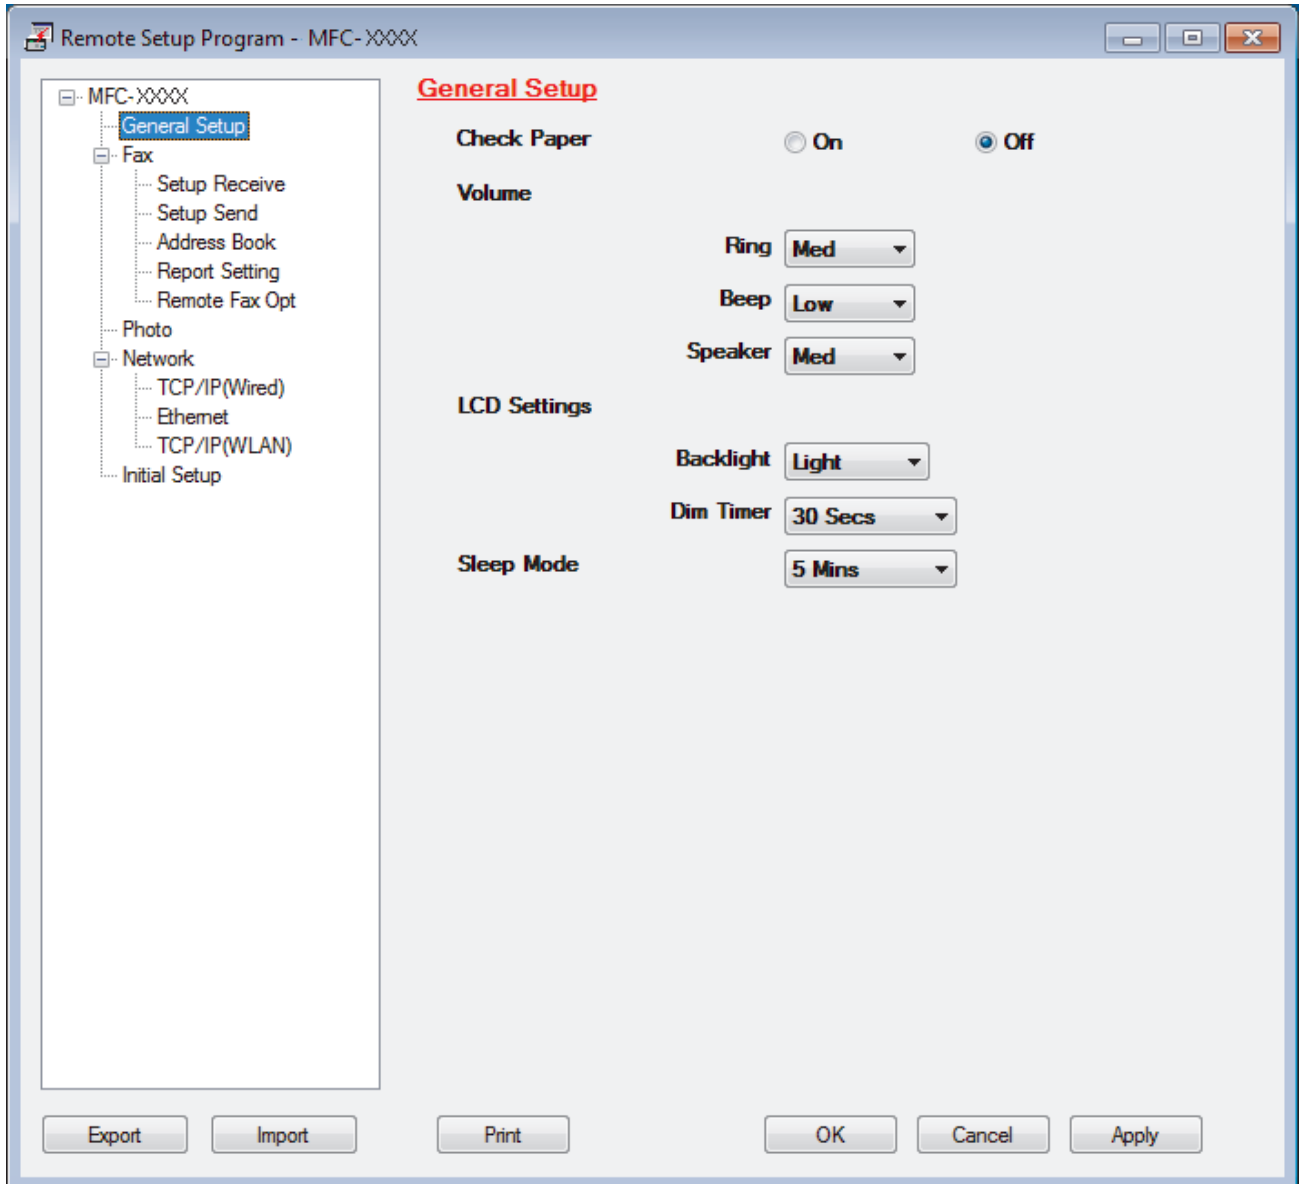 Remote Setup Program - MFC-XXXX
MFC-XXXX
General Setup
Fax
Setup Receive
Setup Send
Address Book
Report Setting
Remote Fax Opt
Photo
Network
TCP/IP(Wired)
Ethernet
TCP/IP(WLAN)
Initial Setup
General Setup
Check Paper On Off
Volume
Ring Med
Beep Low
Speaker Med
LCD Settings
Backlight Light
Dim Timer 30 Secs
Sleep Mode 5 Mins
Export Import Print OK Cancel Apply